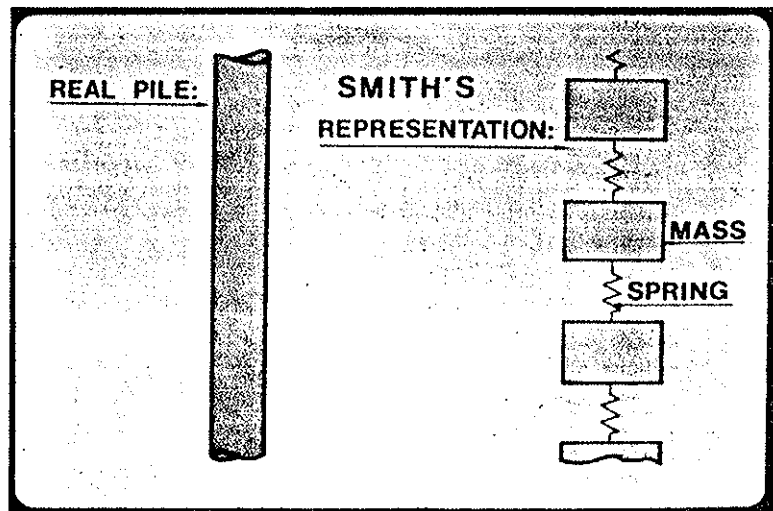 REAL PILE:
SMITH'S
REPRESENTATION:
MASS
SPRING